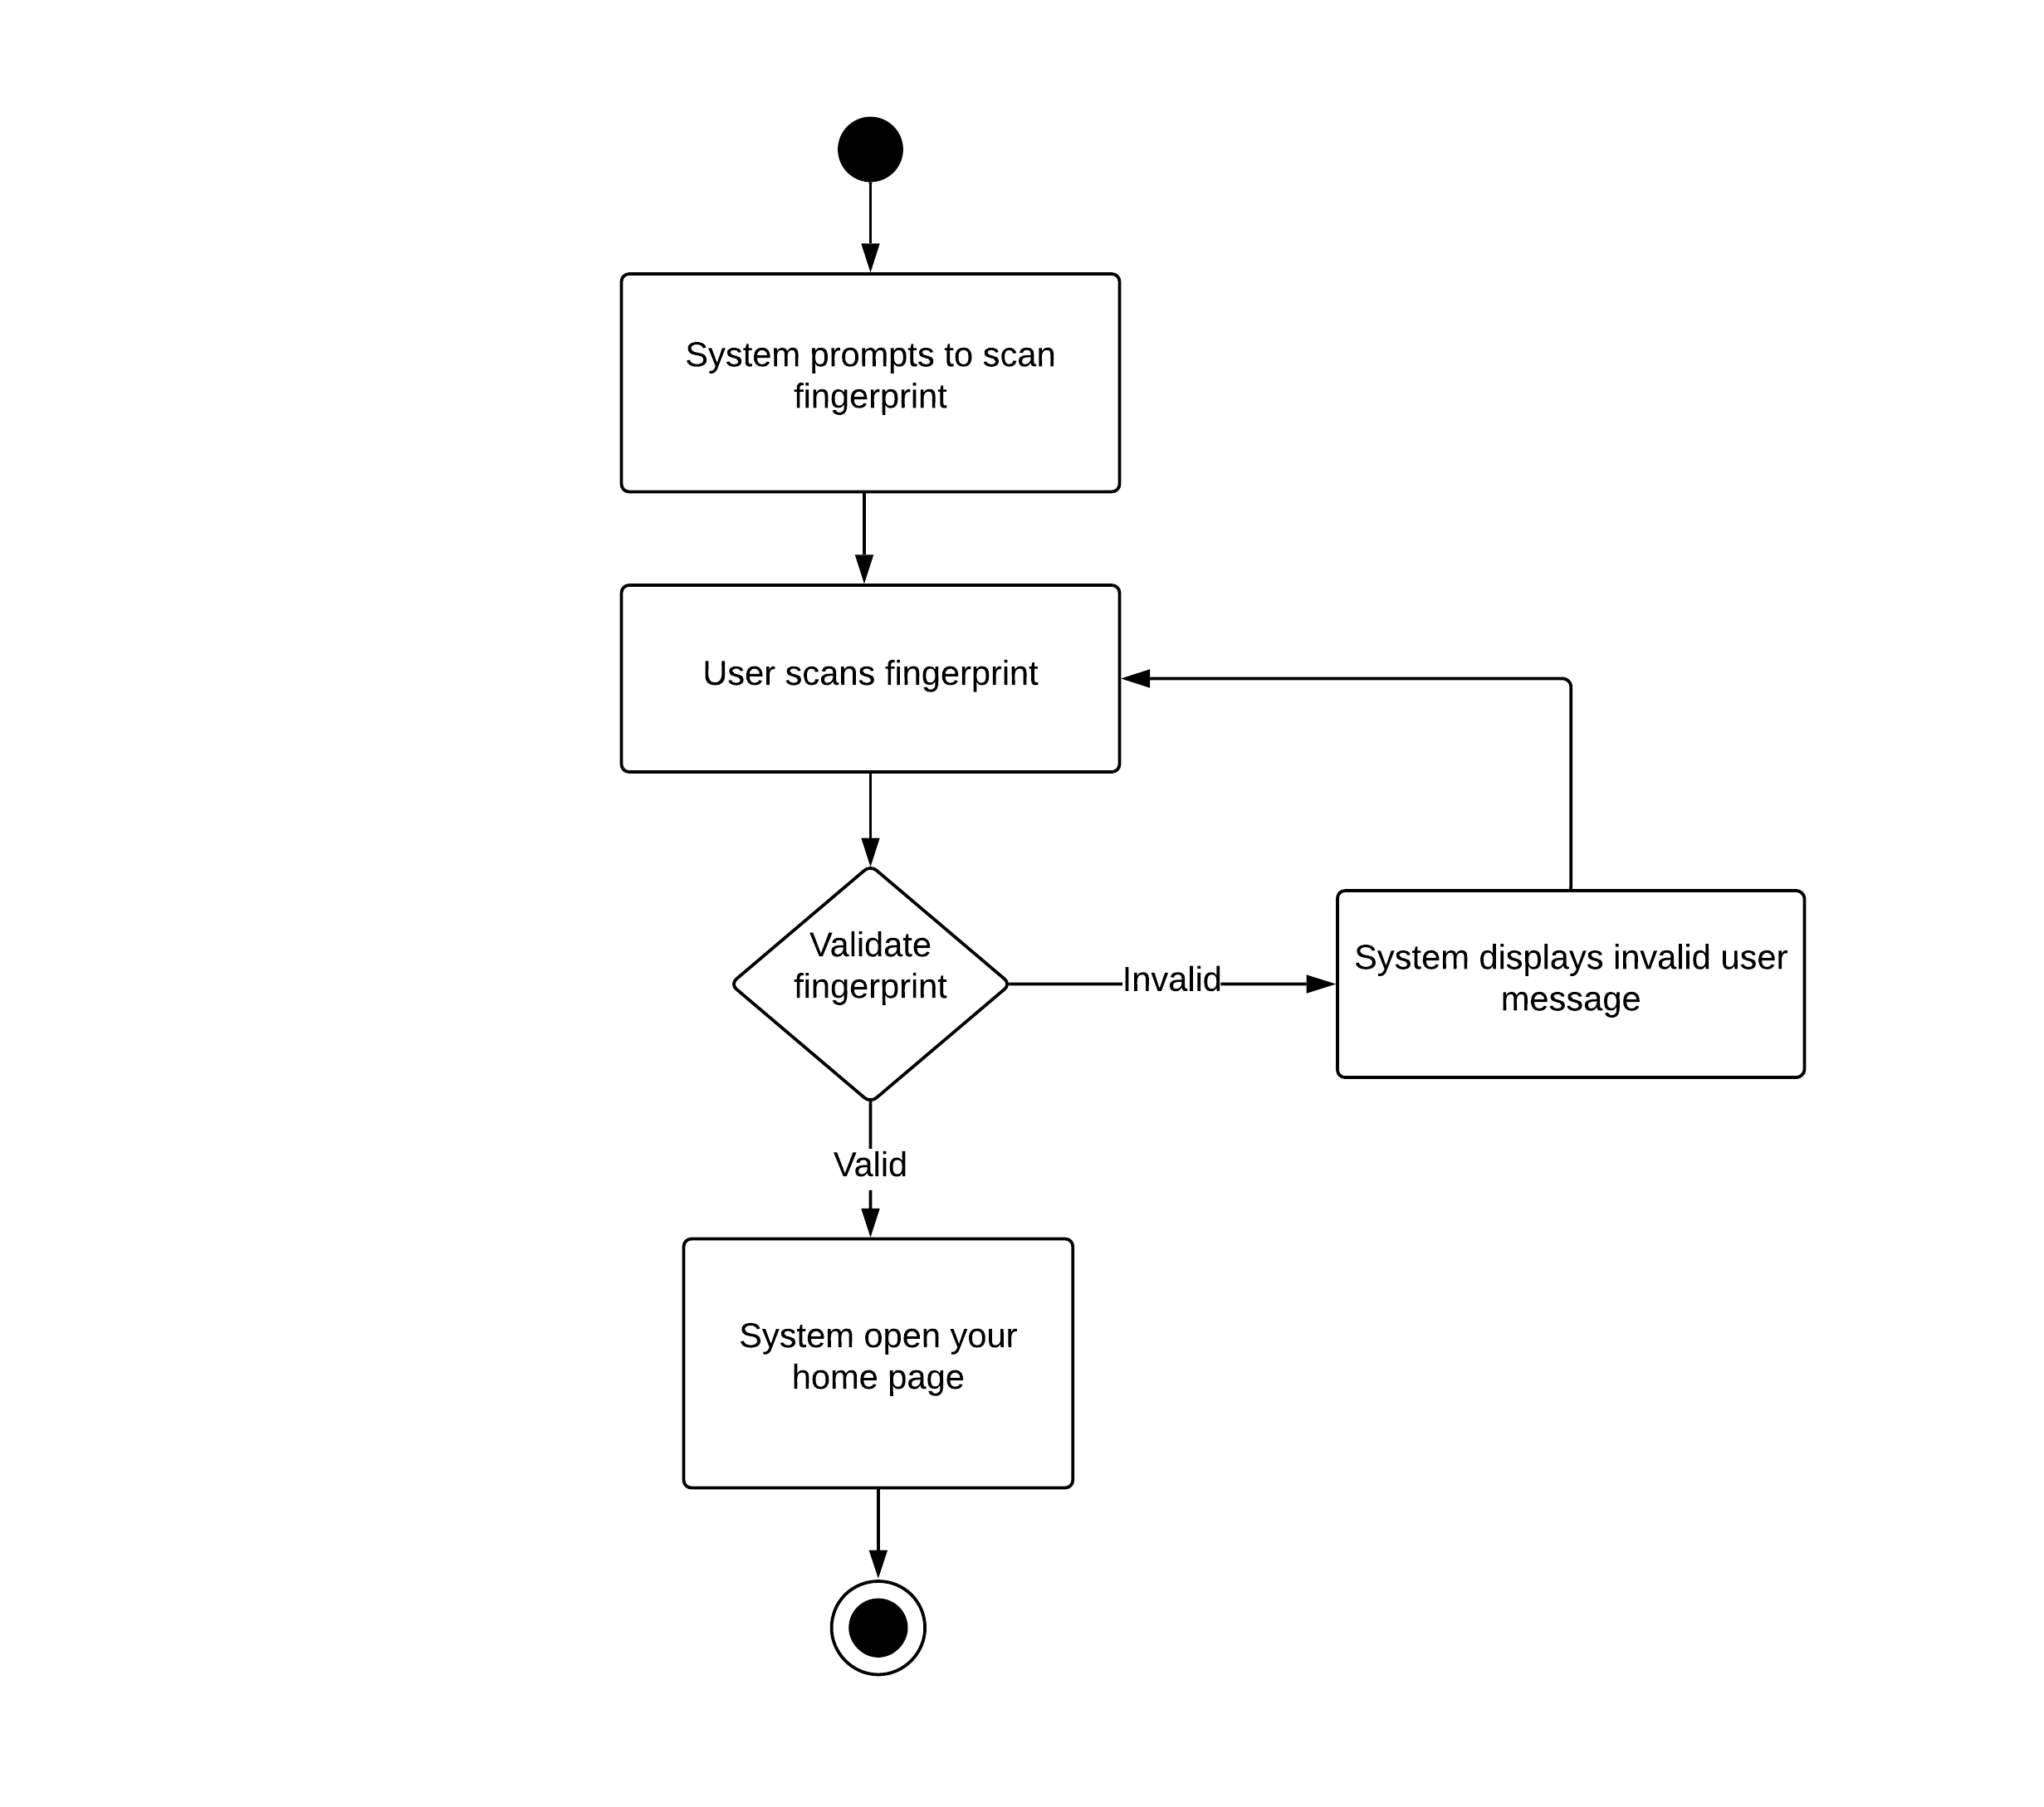 System prompts to scan
fingerprint
User scans fingerprint
Validate
fingerprint
Invalid
System displays invalid user
message
Valid
System open your
home page